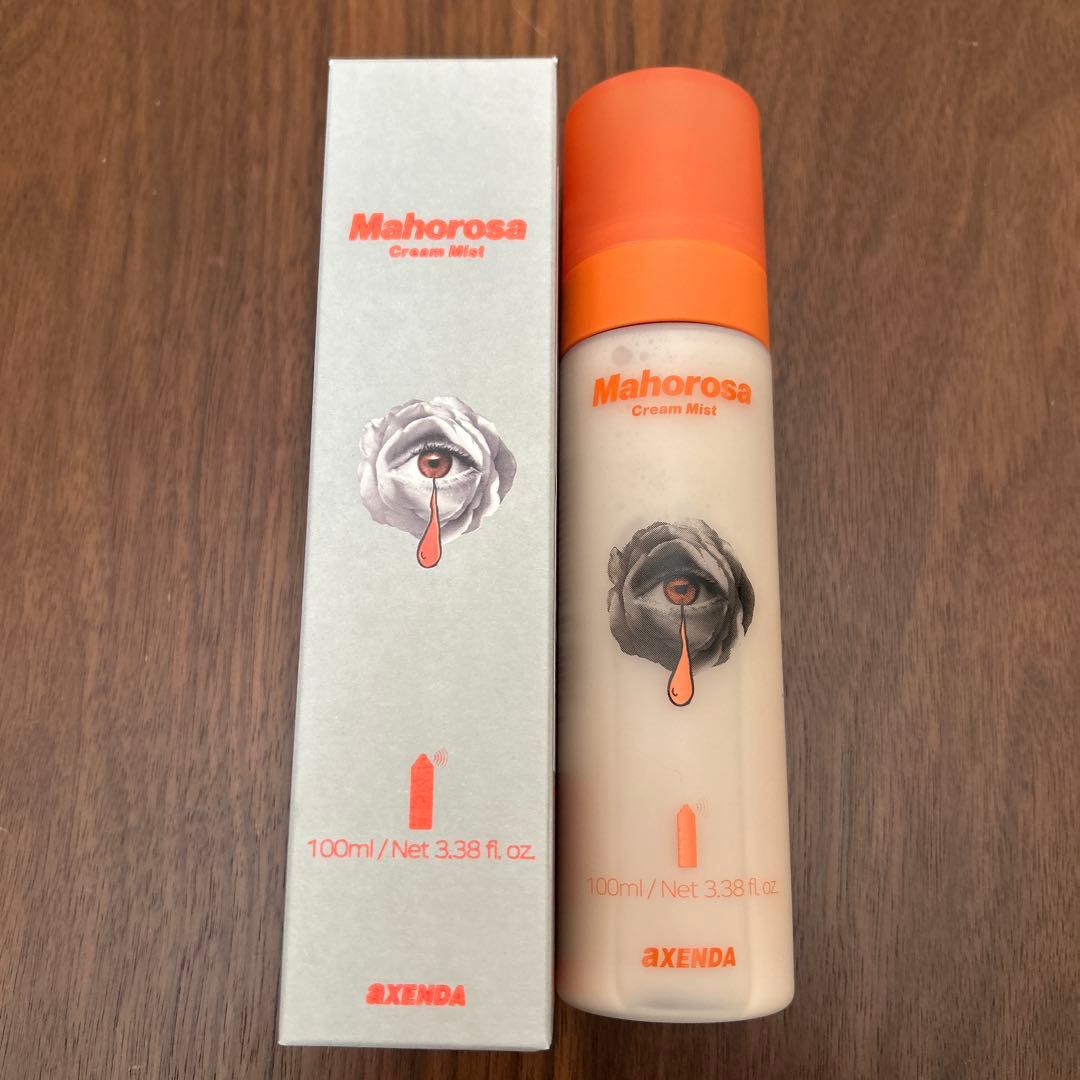 Mahorosa
Cream Mist
100ml / Net 3.38 fl. oz.
aXENDA
Mahorosa
Cream Mist
100ml / Net 3.38 fl. oz
aXENDA